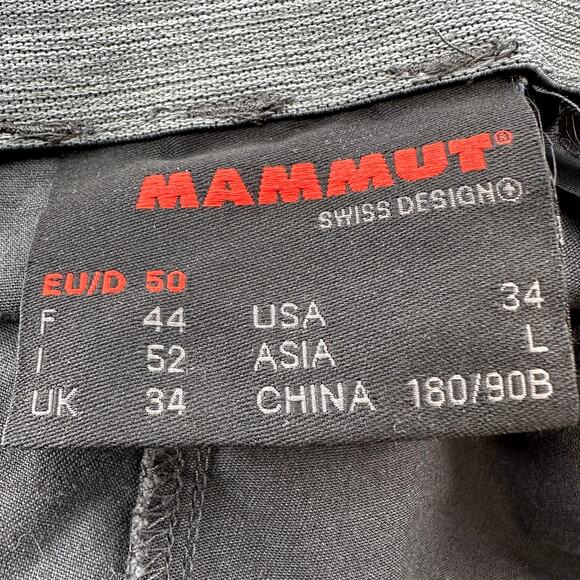 MAMMUT®
SWISS DESIGN
EU/D 50
F 44 USA 34
I 52 ASIA L
UK 34 CHINA 180/90B